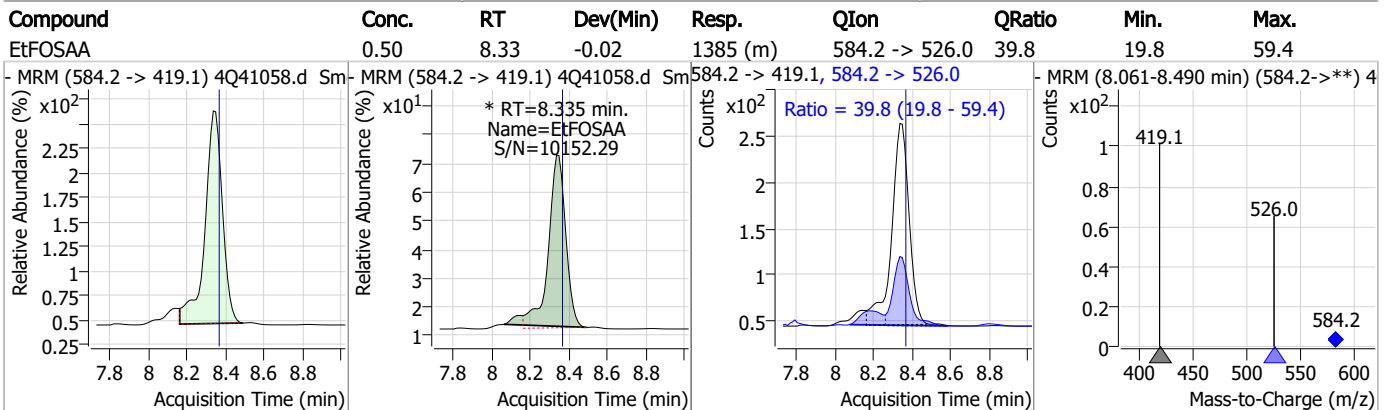 Compound Conc. RT Dev(Min) Resp. QIon QRatio Min. Max.
EtFOSAA 0.50 8.33 -0.02 1385 (m) 584.2 -> 526.0 39.8 19.8 59.4
- MRM (584.2 -> 419.1) 4Q41058.d Sm
x10²
Relative Abundance (%)
2.25
2
1.75
1.5
1.25
1
0.75
0.5
0.25
7.8 8 8.2 8.4 8.6 8.8
Acquisition Time (min)
- MRM (584.2 -> 419.1) 4Q41058.d Sm
x10¹
* RT=8.335 min.
Name=EtFOSAA
S/N=10152.29
Relative Abundance (%)
7
6
5
4
3
2
1
7.8 8 8.2 8.4 8.6 8.8
Acquisition Time (min)
584.2 -> 419.1, 584.2 -> 526.0
x10²
Ratio = 39.8 (19.8 - 59.4)
Counts
2.5
2
1.5
1
0.5
7.8 8 8.2 8.4 8.6 8.8
Acquisition Time (min)
- MRM (8.061-8.490 min) (584.2->**) 4
x10²
Counts
419.1
1
0.8
526.0
0.6
0.4
0.2
584.2
0
400 450 500 550 600
Mass-to-Charge (m/z)